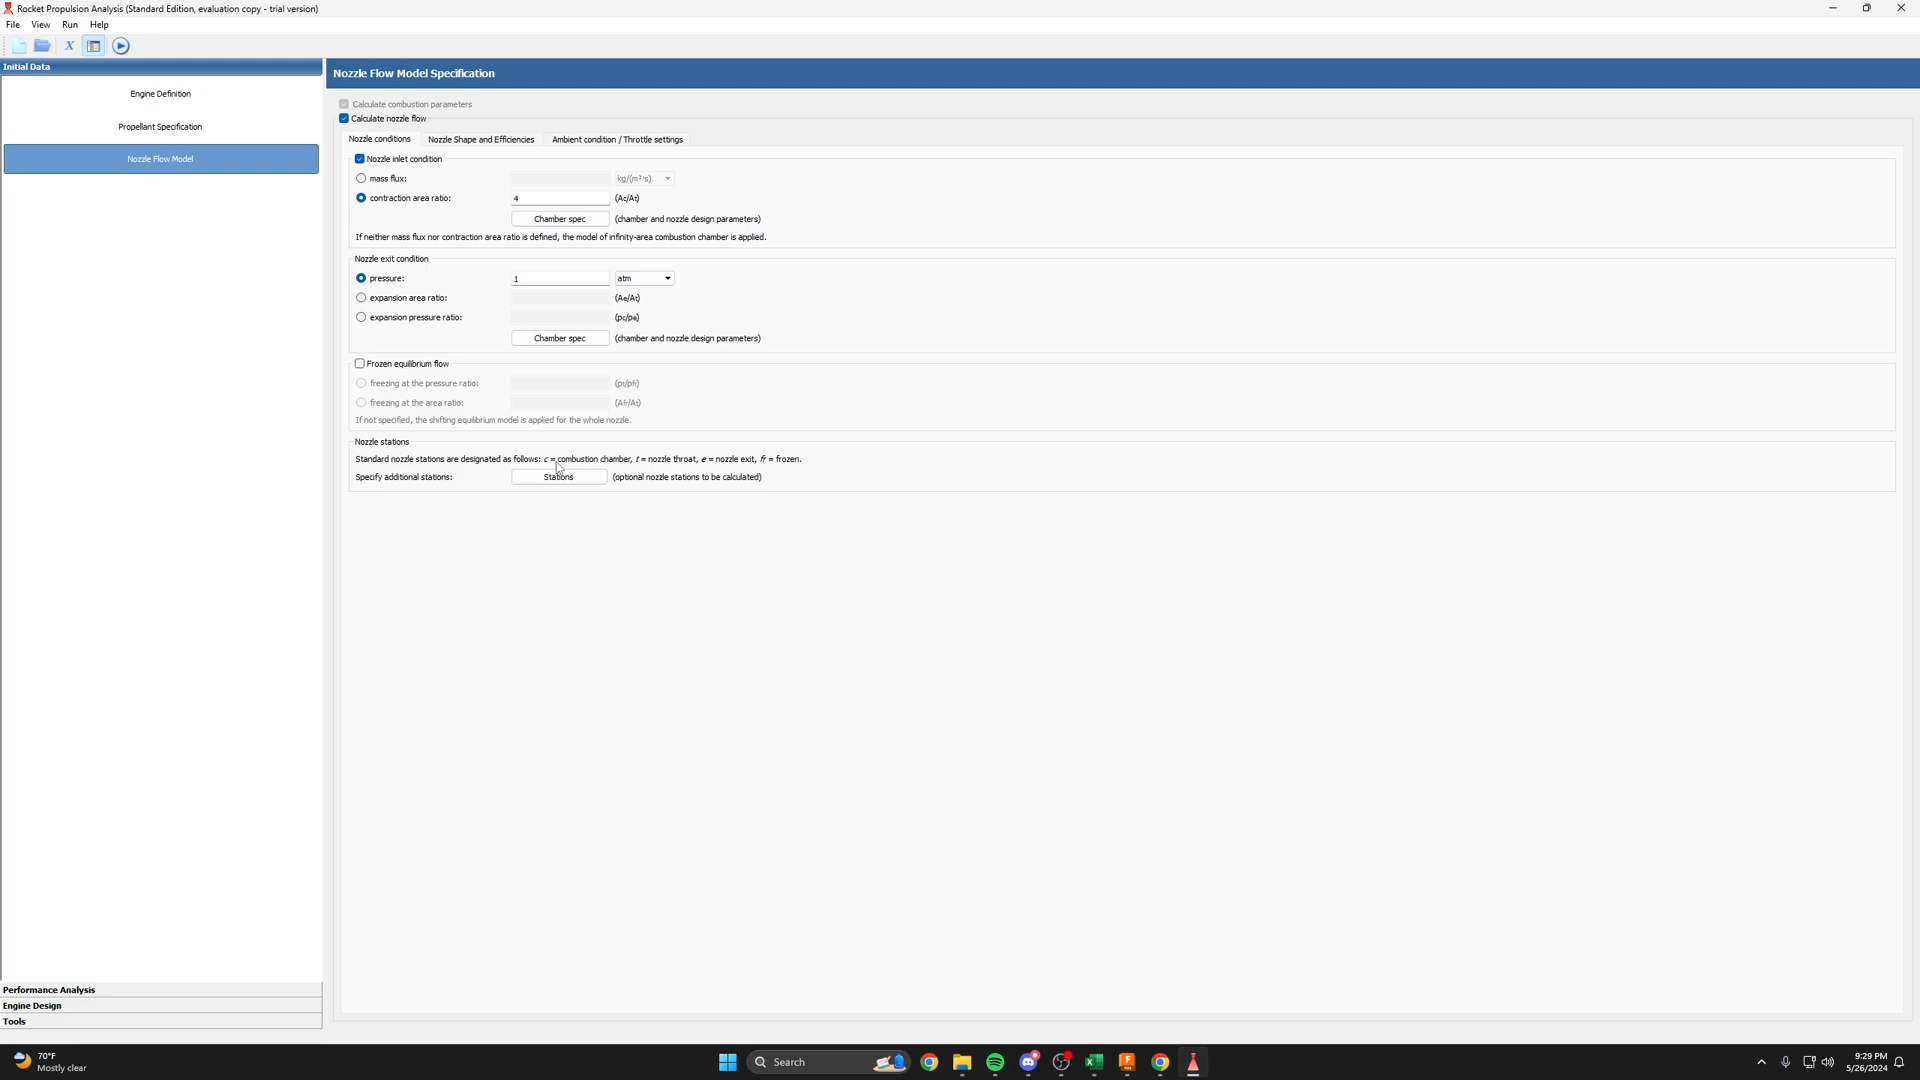 Rocket Propulsion Analysis (Standard Edition, evaluation copy - trial version)
File View Run Help
Initial Data
Engine Definition
Propellant Specification
Nozzle Flow Model
Performance Analysis
Engine Design
Tools
Nozzle Flow Model Specification
Calculate combustion parameters
Calculate nozzle flow
Nozzle conditions Nozzle Shape and Efficiencies Ambient condition / Throttle settings
Nozzle inlet condition
mass flux: kg/(m²·s)
contraction area ratio: 4 (Ac/At)
Chamber spec (chamber and nozzle design parameters)
If neither mass flux nor contraction area ratio is defined, the model of infinity-area combustion chamber is applied.
Nozzle exit condition
pressure: 1 atm
expansion area ratio: (Ae/At)
expansion pressure ratio: (pc/pe)
Chamber spec (chamber and nozzle design parameters)
Frozen equilibrium flow
freezing at the pressure ratio: (pt/pfr)
freezing at the area ratio: (Afr/At)
If not specified, the shifting equilibrium model is applied for the whole nozzle.
Nozzle stations
Standard nozzle stations are designated as follows: c = combustion chamber, t = nozzle throat, e = nozzle exit, fr = frozen.
Specify additional stations: Stations (optional nozzle stations to be calculated)
70°F
Mostly clear
Search
9:29 PM
5/26/2024